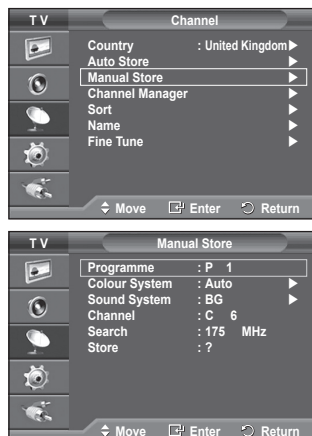 TV Channel
Country : United Kingdom▶
Auto Store ▶
Manual Store ▶
Channel Manager ▶
Sort ▶
Name ▶
Fine Tune ▶
Move Enter Return
TV Manual Store
Programme : P 1
Colour System : Auto ▶
Sound System : BG ▶
Channel : C 6
Search : 175 MHz
Store : ?
Move Enter Return